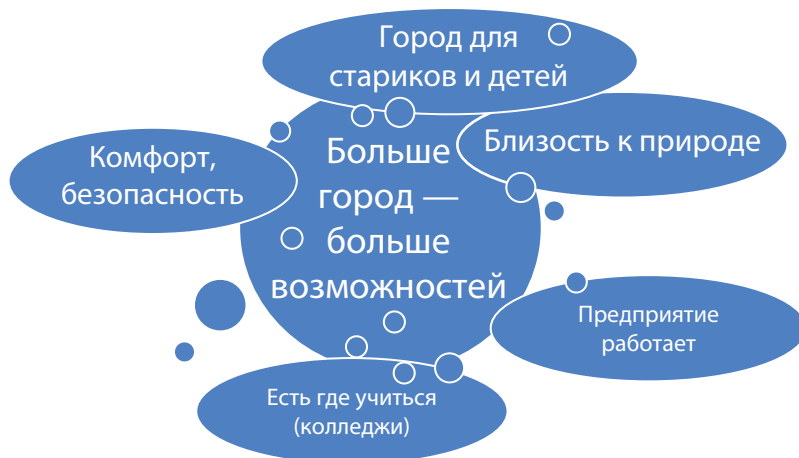 Город для
стариков и детей
Близость к природе
Комфорт,
безопасность
Больше
город —
больше
возможностей
Предприятие
работает
Есть где учиться
(колледжи)